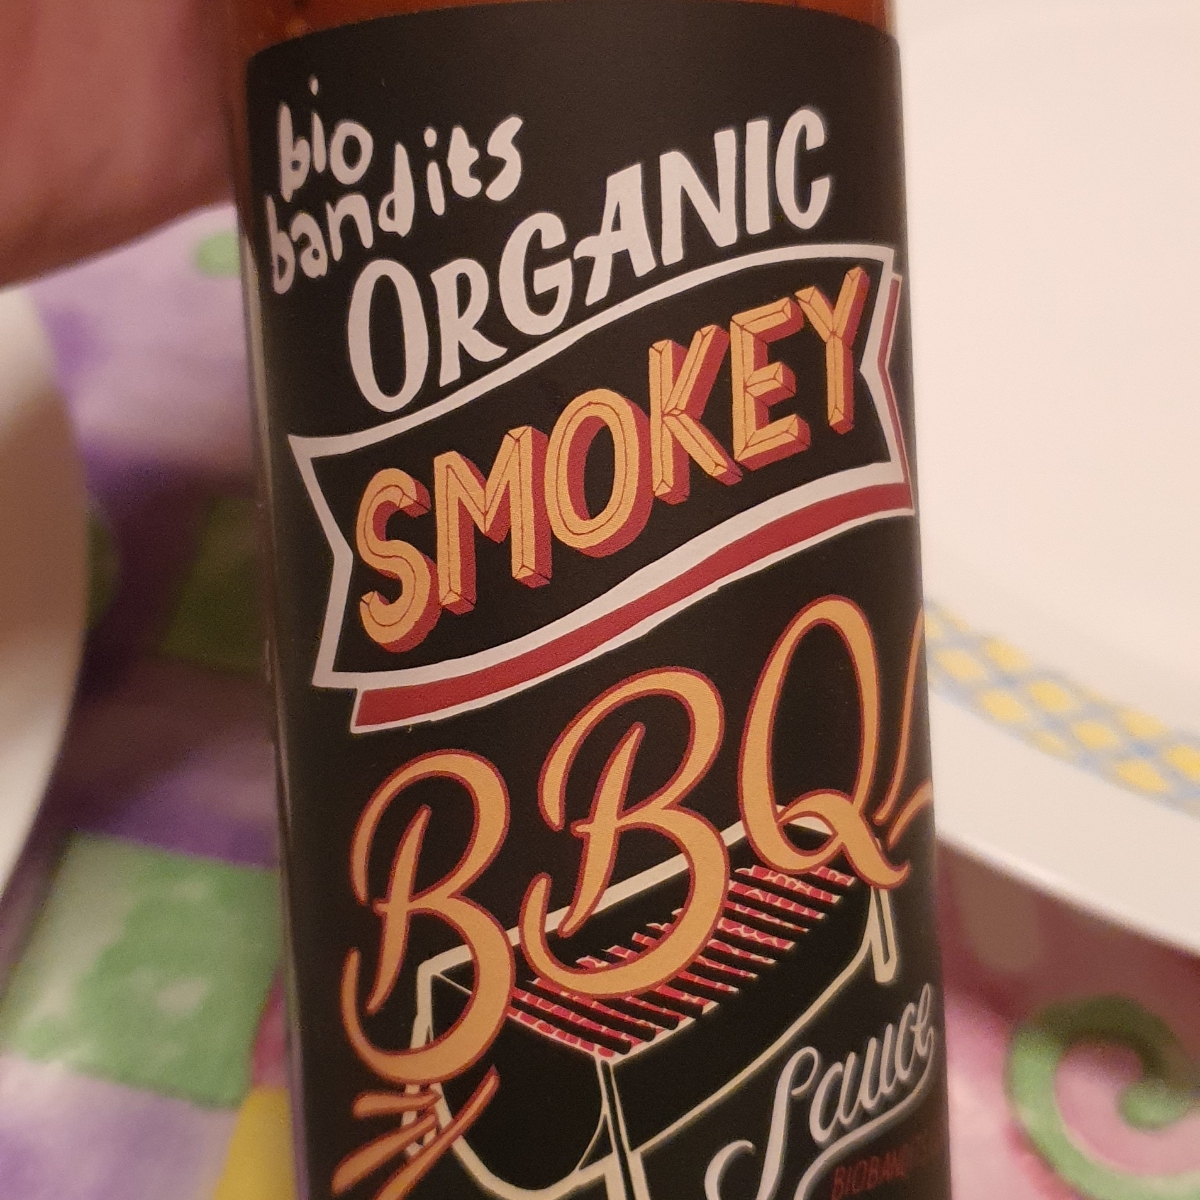 bio
bandits
ORGANIC
SMOKEY
BBQ
Sauce